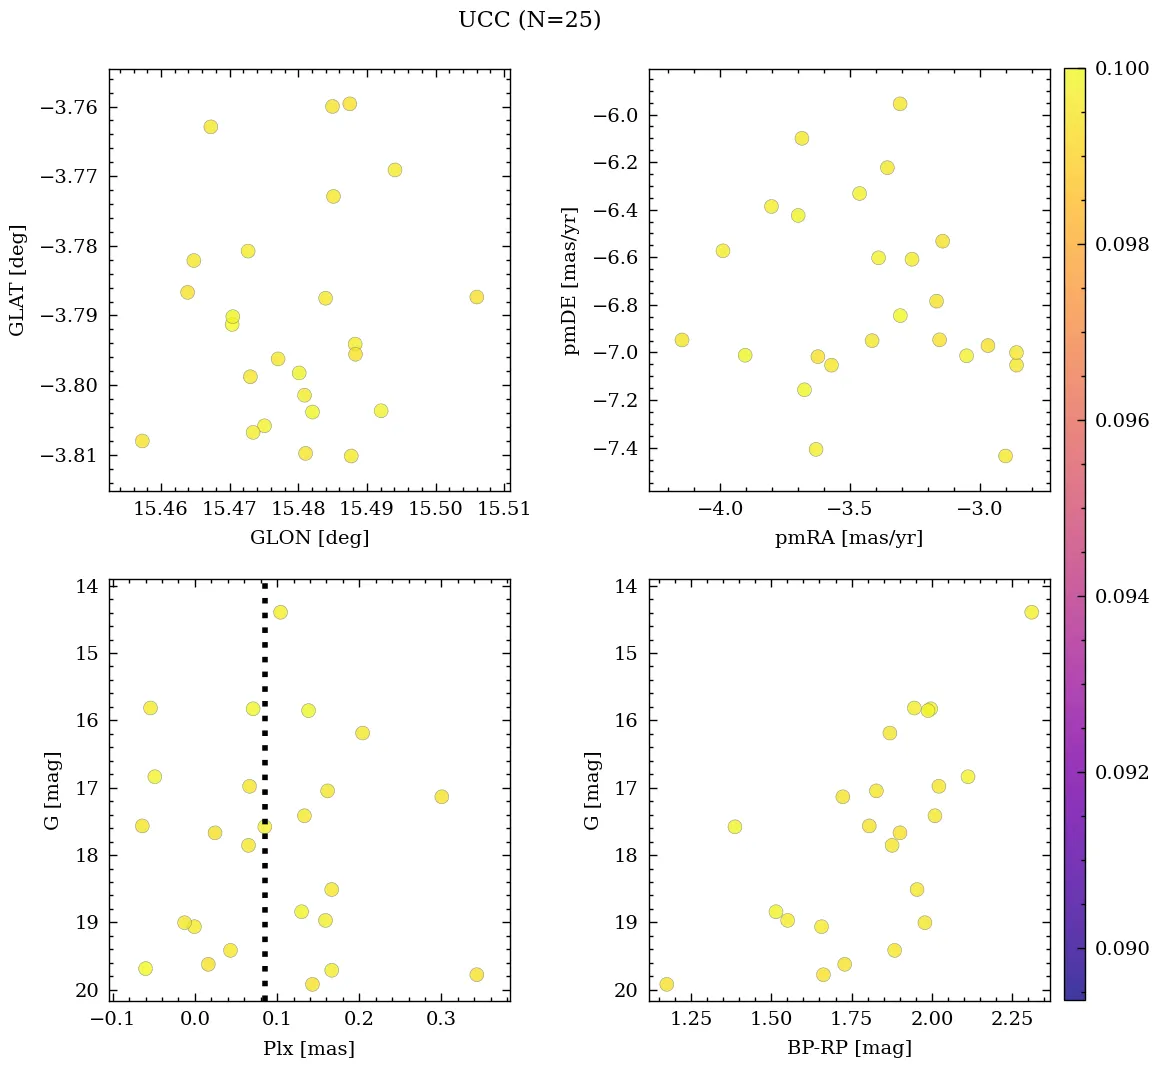 UCC (N=25)
−3.76
−3.77
−3.78
−3.79
−3.80
−3.81
GLAT [deg]
15.46 15.47 15.48 15.49 15.50 15.51
GLON [deg]
−6.0
−6.2
−6.4
−6.6
−6.8
−7.0
−7.2
−7.4
pmDE [mas/yr]
−4.0 −3.5 −3.0
pmRA [mas/yr]
14
15
16
17
18
19
20
G [mag]
−0.1 0.0 0.1 0.2 0.3
Plx [mas]
14
15
16
17
18
19
20
G [mag]
1.25 1.50 1.75 2.00 2.25
BP-RP [mag]
0.100
0.098
0.096
0.094
0.092
0.090